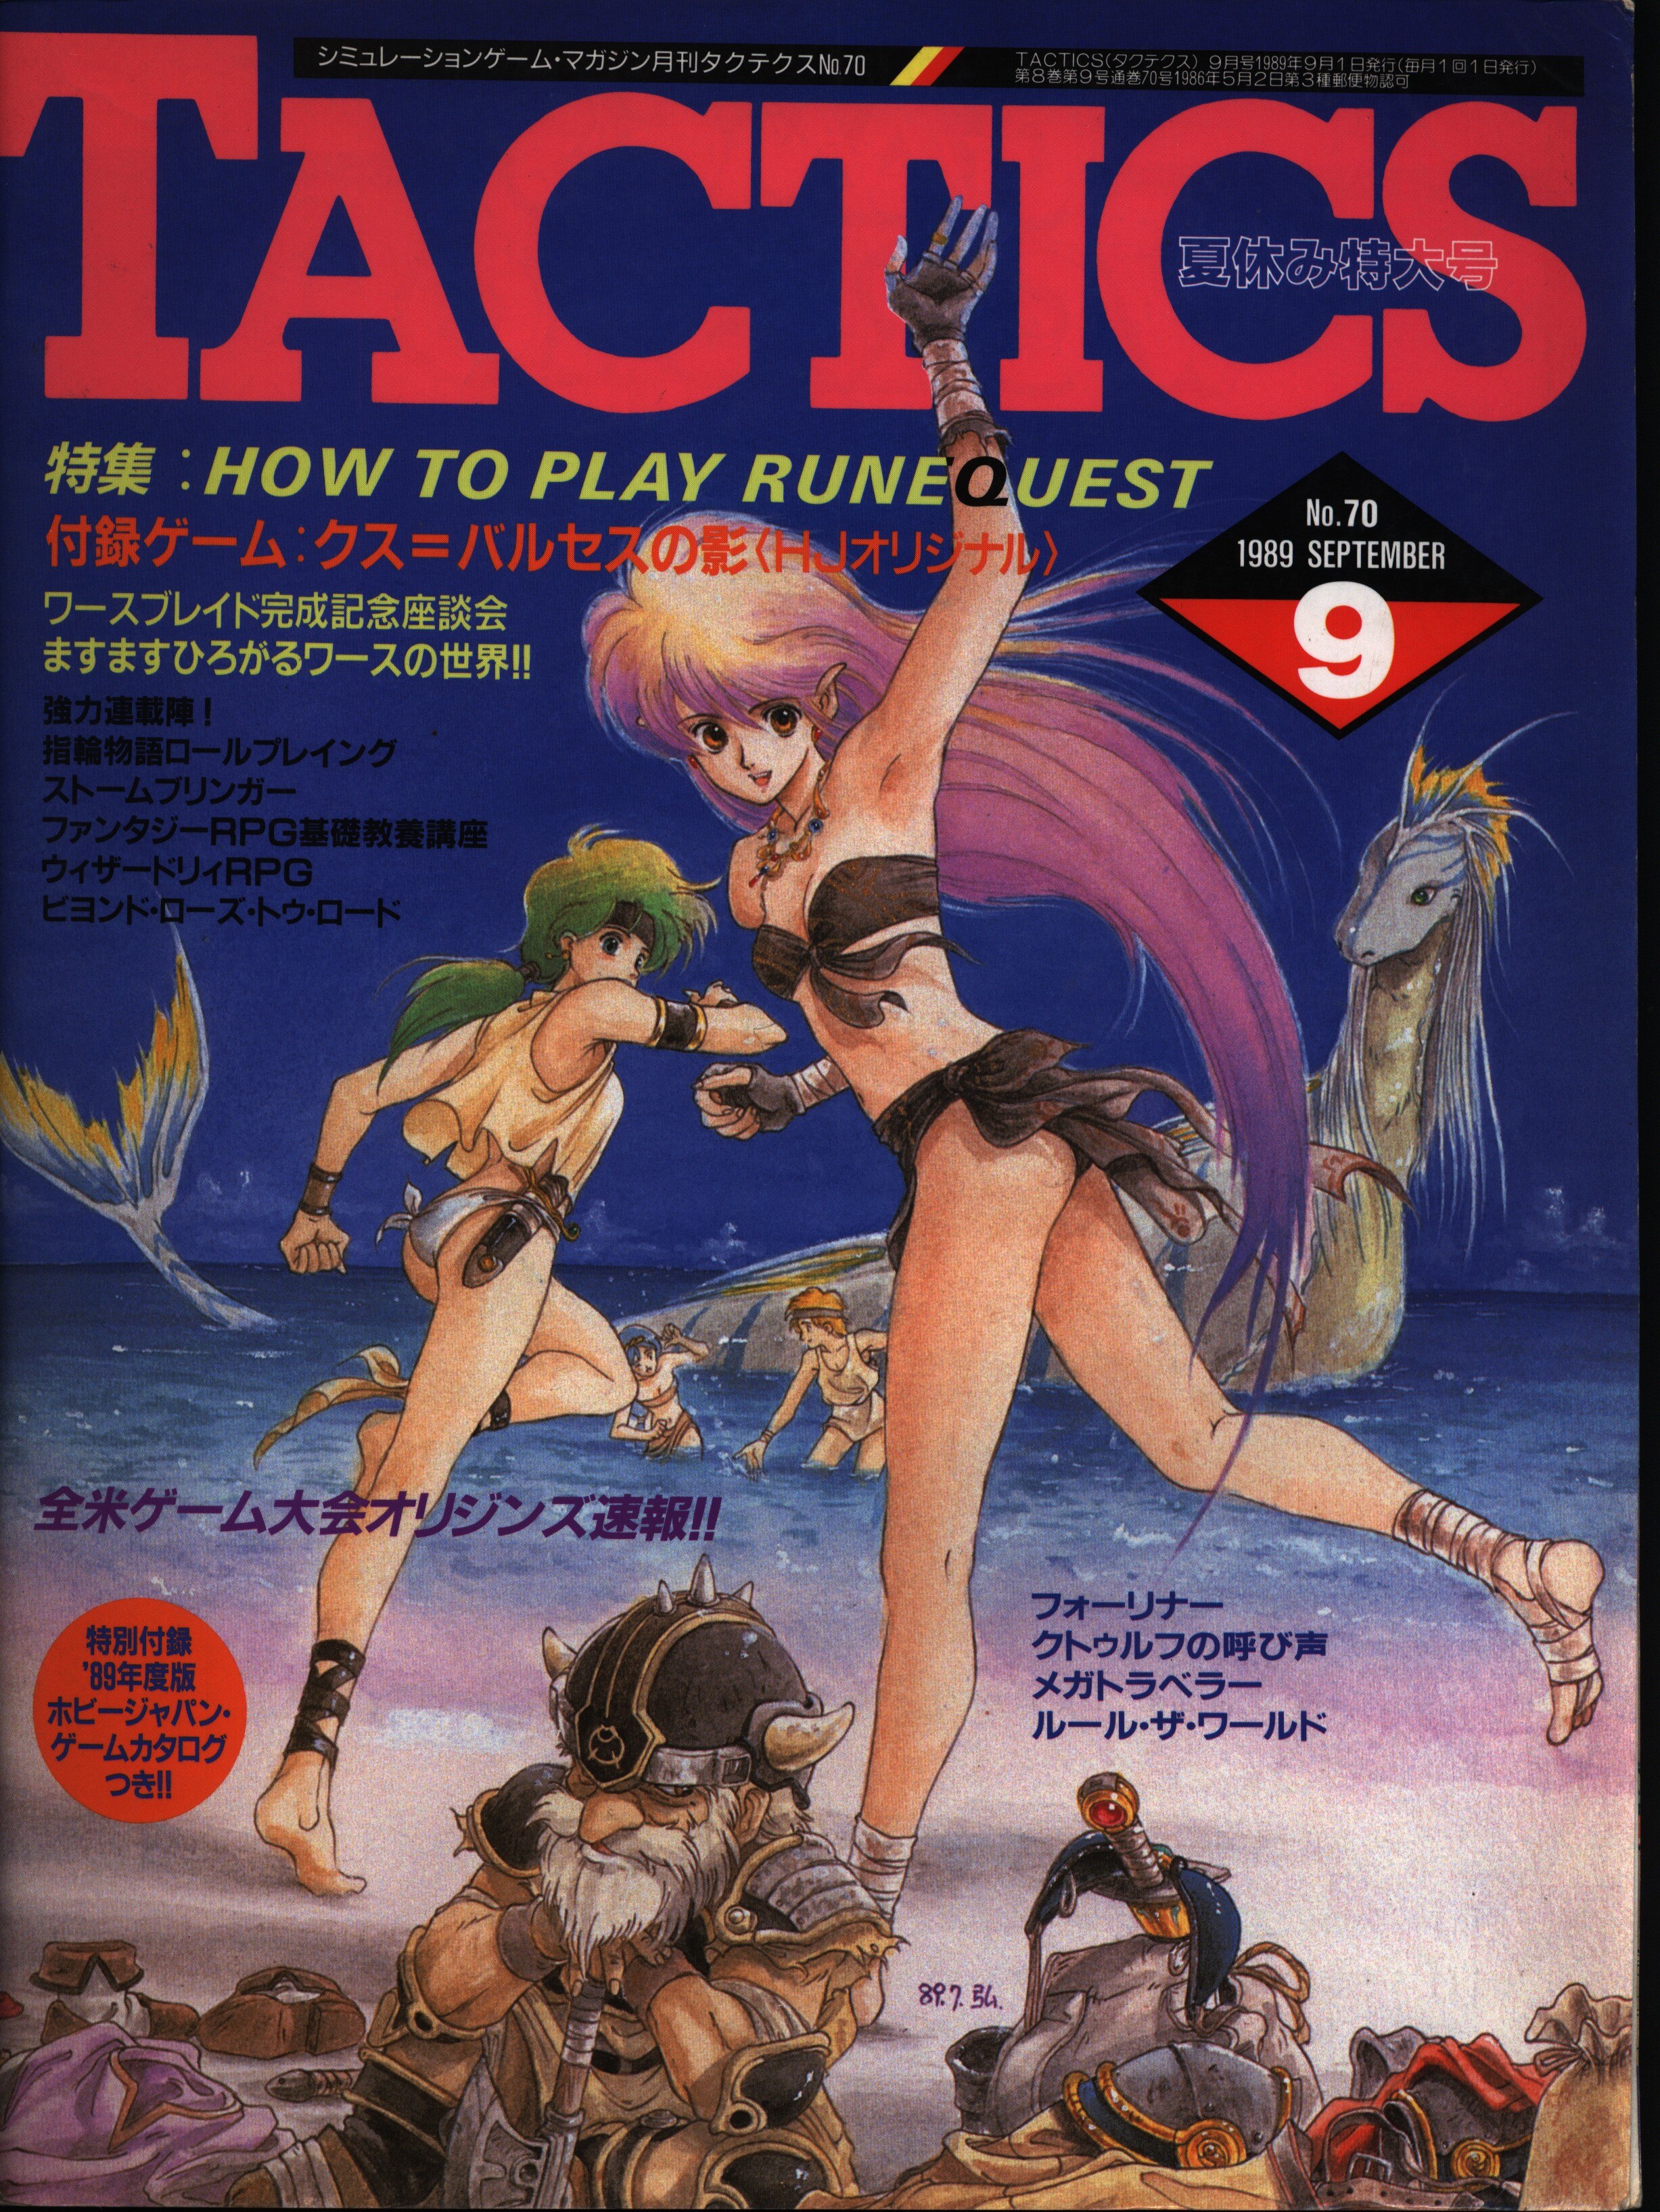 シミュレーションゲーム・マガジン月刊タクテクスNo.70
TACTICS(タクテクス) 9月号1989年9月1日発行(毎月1回1日発行)
第8巻第9号通巻70号1986年5月2日第3種郵便物認可
TACTICS
夏休み特大号
特集:HOW TO PLAY RUNEQUEST
付録ゲーム:クス=バルセスの影〈HJオリジナル〉
No.70
1989 SEPTEMBER
9
ワースブレイド完成記念座談会
ますますひろがるワースの世界!!
強力連載陣!
指輪物語ロールプレイング
ストームブリンガー
ファンタジーRPG基礎教養講座
ウィザードリィRPG
ビヨンド・ローズ・トゥ・ロード
全米ゲーム大会オリジンズ速報!!
特別付録
'89年度版
ホビージャパン・
ゲームカタログ
つき!!
フォーリナー
クトゥルフの呼び声
メガトラベラー
ルール・ザ・ワールド